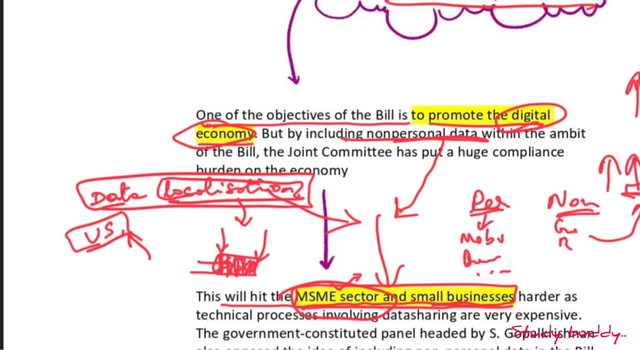 One of the objectives of the Bill is to promote the digital
economy. But by including nonpersonal data within the ambit
of the Bill, the Joint Committee has put a huge compliance
burden on the economy
Data localisation
Per Non
US
This will hit the MSME sector and small businesses harder as
technical processes involving datasharing are very expensive.
The government-constituted panel headed by S. Gopalkrishnan